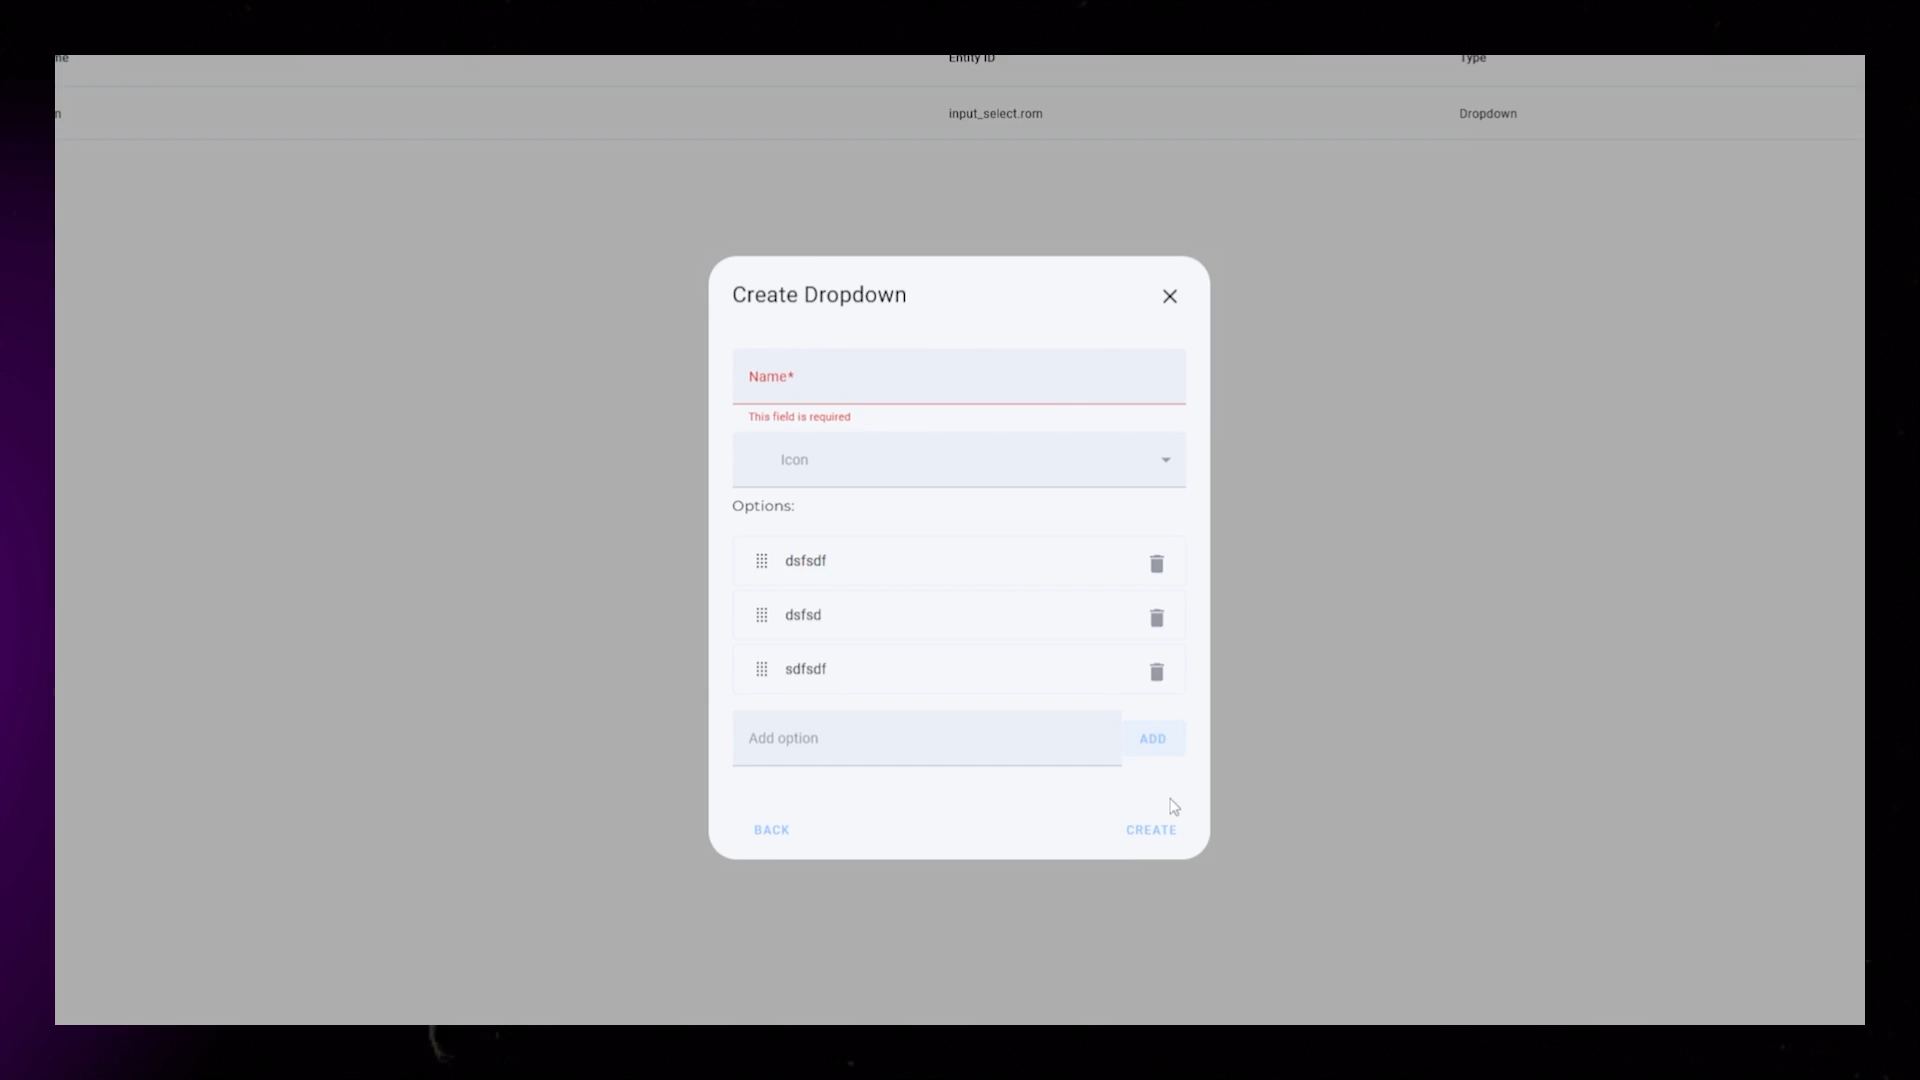 me Entity ID Type
n input_select.rom Dropdown
Create Dropdown
Name*
This field is required
Icon
Options:
dsfsdf
dsfsd
sdfsdf
Add option ADD
BACK CREATE